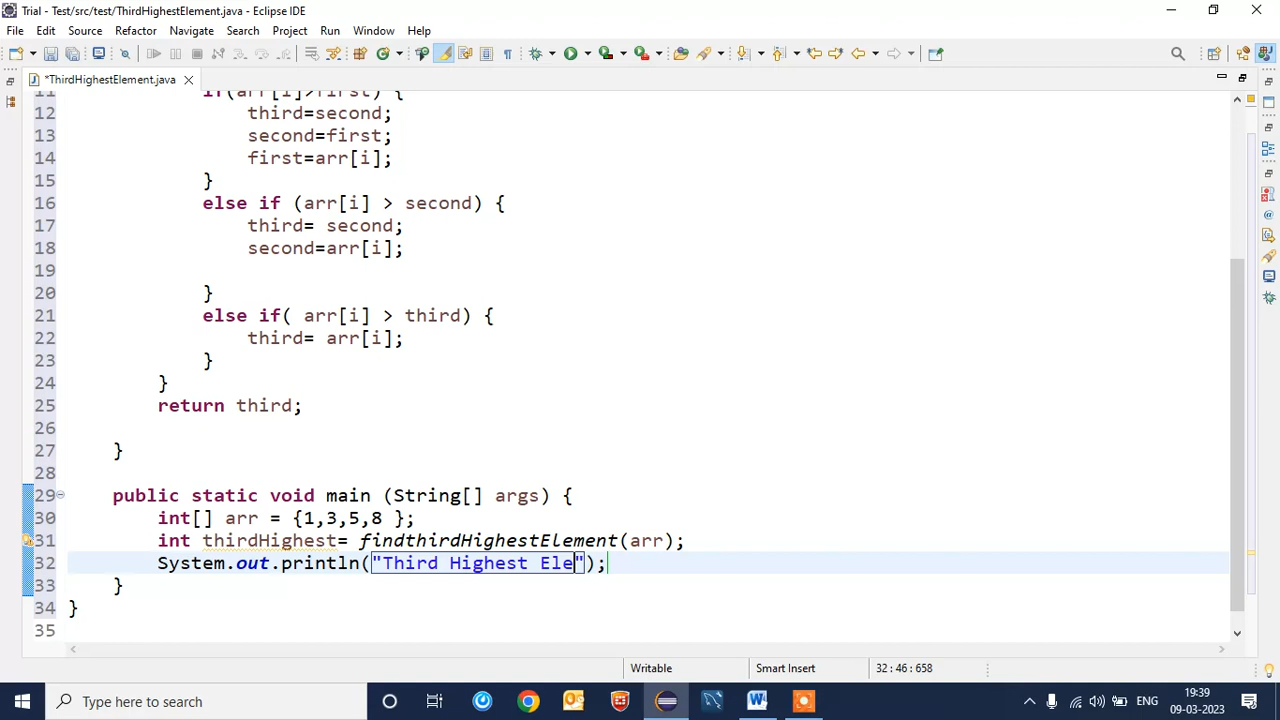 Trial - Test/src/test/ThirdHighestElement.java - Eclipse IDE
File Edit Source Refactor Navigate Search Project Run Window Help
*ThirdHighestElement.java
11 if(arr[i]>first) {
12 third=second;
13 second=first;
14 first=arr[i];
15 }
16 else if (arr[i] > second) {
17 third= second;
18 second=arr[i];
19
20 }
21 else if( arr[i] > third) {
22 third= arr[i];
23 }
24 }
25 return third;
26
27 }
28
29 public static void main (String[] args) {
30 int[] arr = {1,3,5,8 };
31 int thirdHighest= findthirdHighestElement(arr);
32 System.out.println("Third Highest Ele");
33 }
34 }
35
Writable Smart Insert 32 : 46 : 658
Type here to search
ENG
19:39
09-03-2023